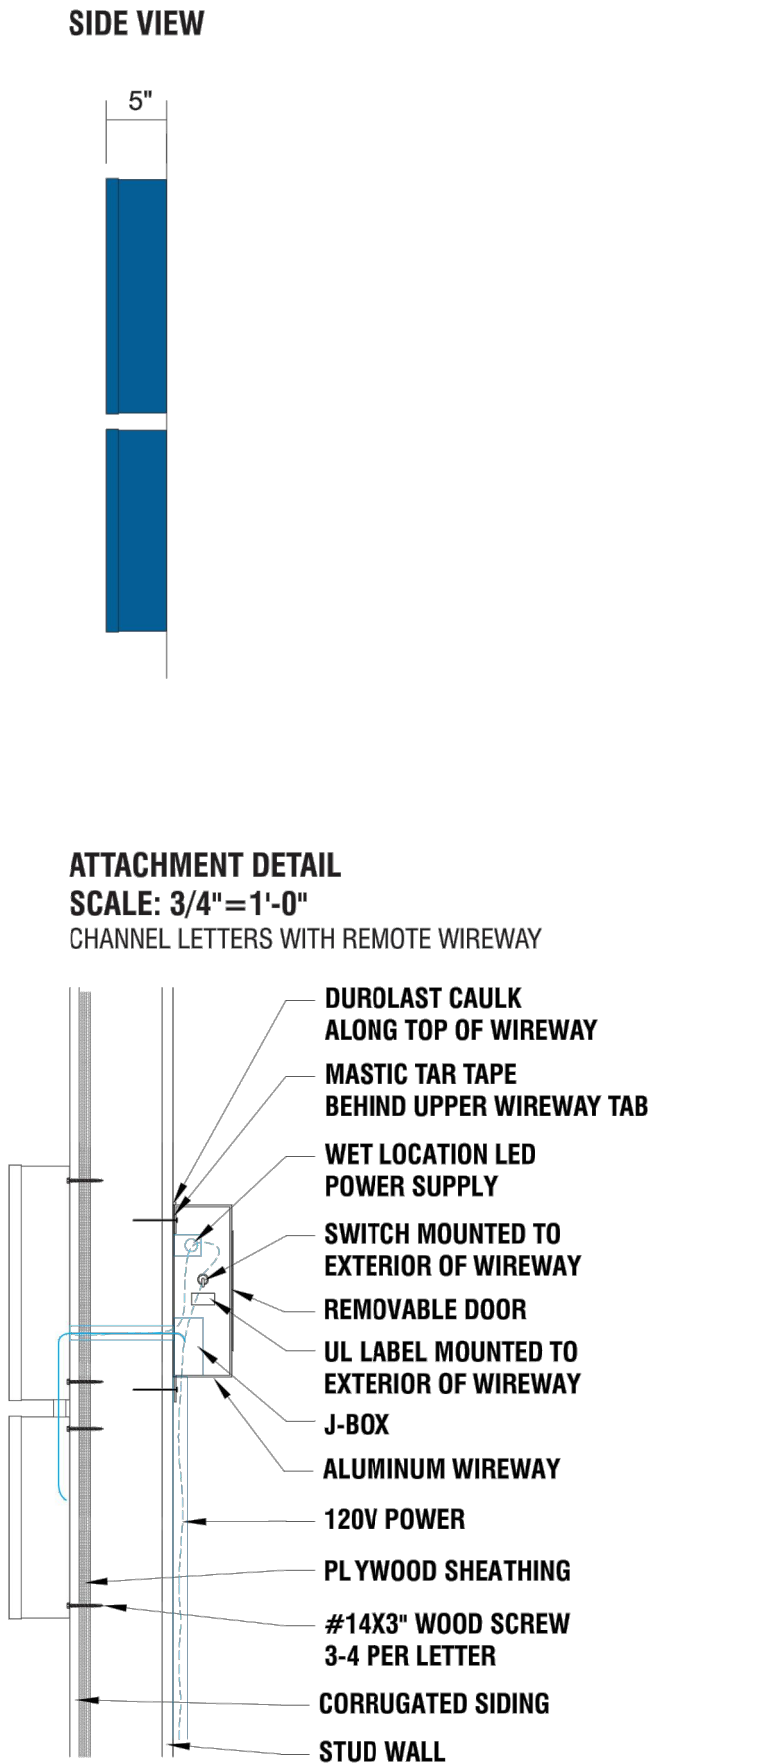 SIDE VIEW
5"
ATTACHMENT DETAIL
SCALE: 3/4"=1'-0"
CHANNEL LETTERS WITH REMOTE WIREWAY
DUROLAST CAULK
ALONG TOP OF WIREWAY
MASTIC TAR TAPE
BEHIND UPPER WIREWAY TAB
WET LOCATION LED
POWER SUPPLY
SWITCH MOUNTED TO
EXTERIOR OF WIREWAY
REMOVABLE DOOR
UL LABEL MOUNTED TO
EXTERIOR OF WIREWAY
J-BOX
ALUMINUM WIREWAY
120V POWER
PLYWOOD SHEATHING
#14X3" WOOD SCREW
3-4 PER LETTER
CORRUGATED SIDING
STUD WALL